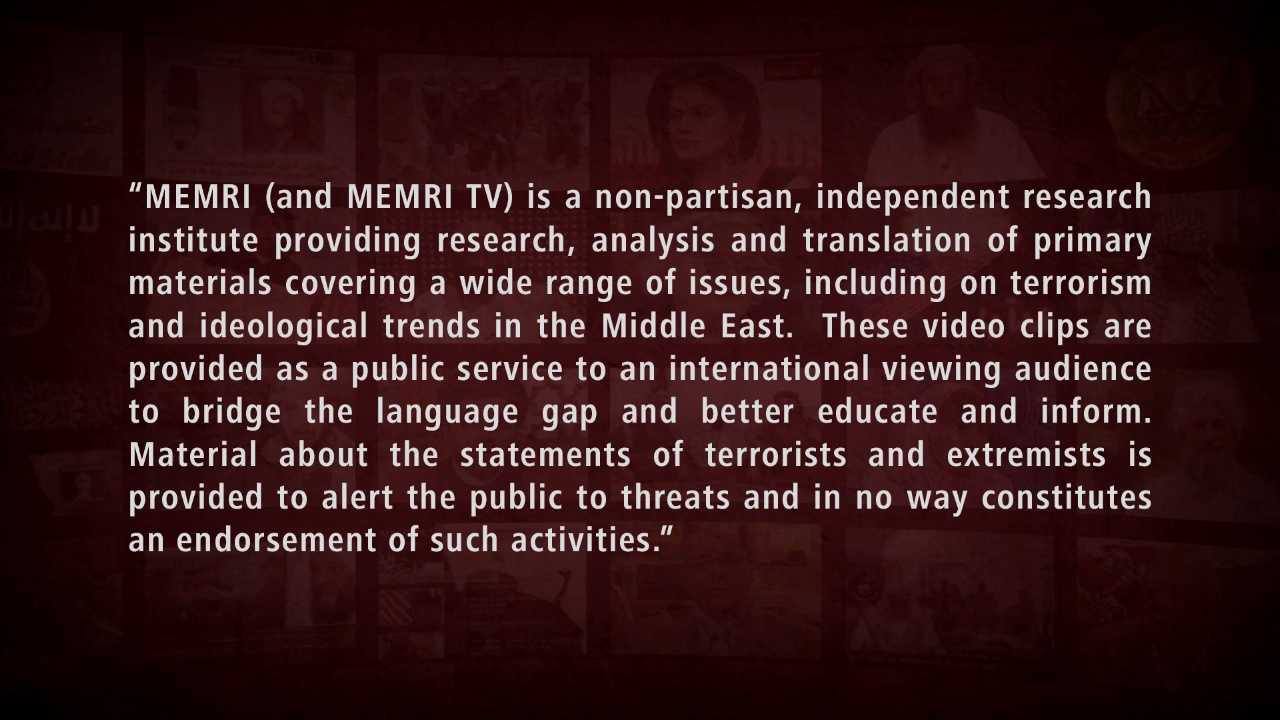 “MEMRI (and MEMRI TV) is a non-partisan, independent research
institute providing research, analysis and translation of primary
materials covering a wide range of issues, including on terrorism
and ideological trends in the Middle East.  These video clips are
provided as a public service to an international viewing audience
to bridge the language gap and better educate and inform.
Material about the statements of terrorists and extremists is
provided to alert the public to threats and in no way constitutes
an endorsement of such activities.”